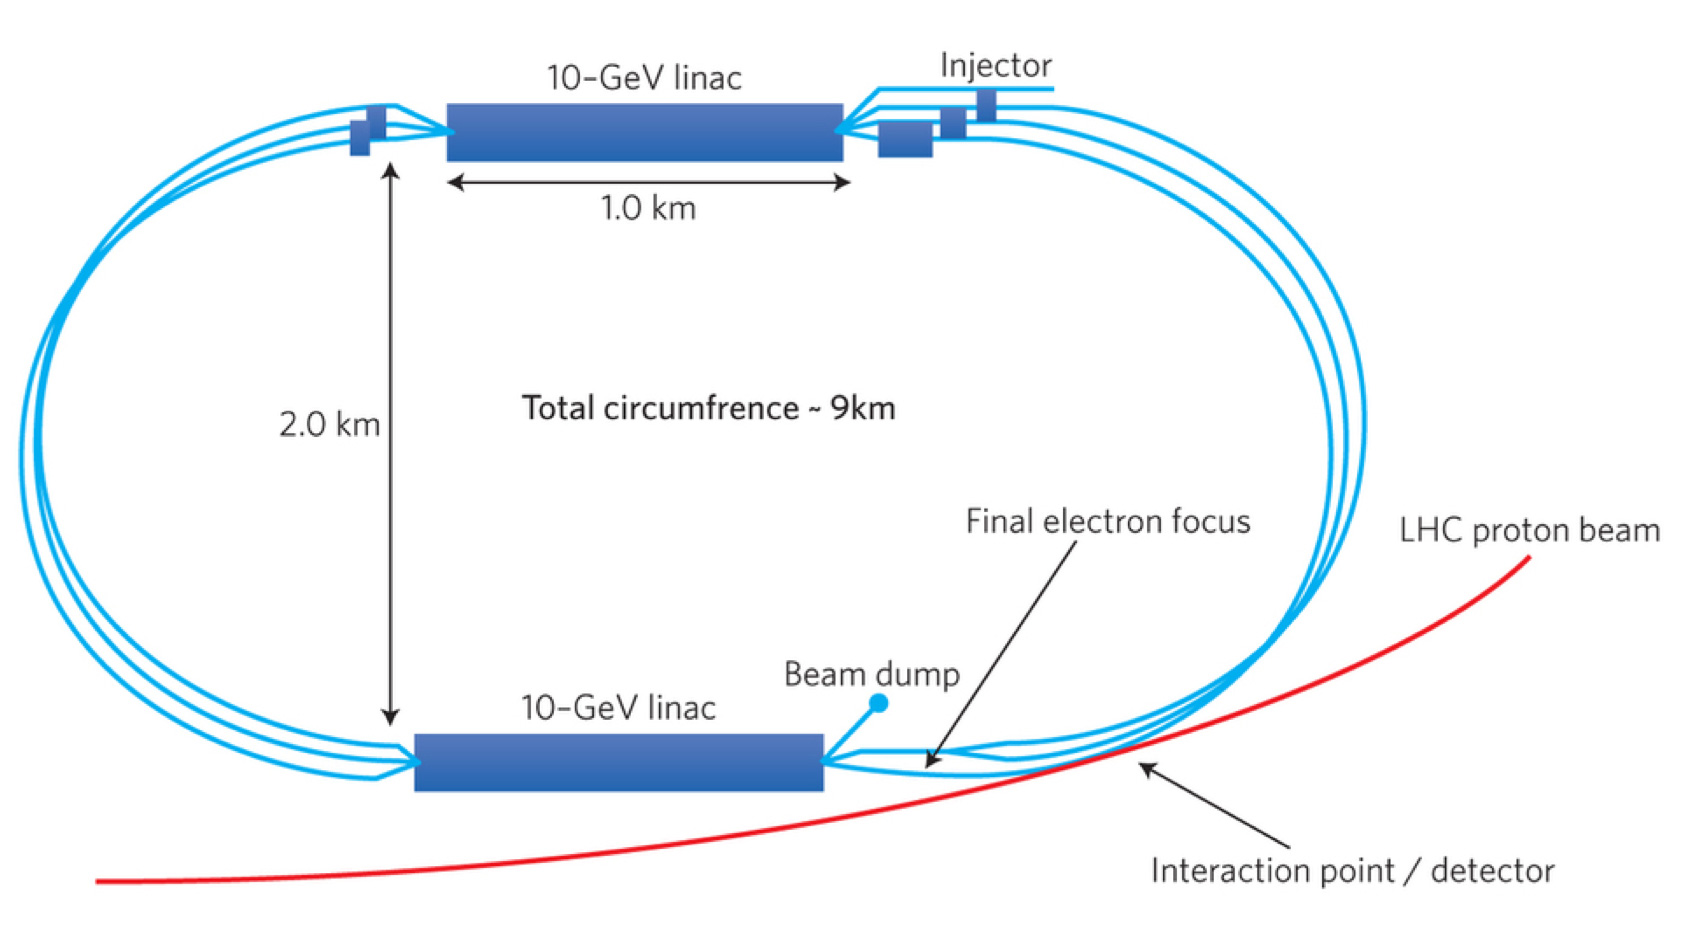 Injector
10-GeV linac
1.0 km
Total circumfrence ~ 9km
2.0 km
Final electron focus
LHC proton beam
Beam dump
10-GeV linac
Interaction point / detector